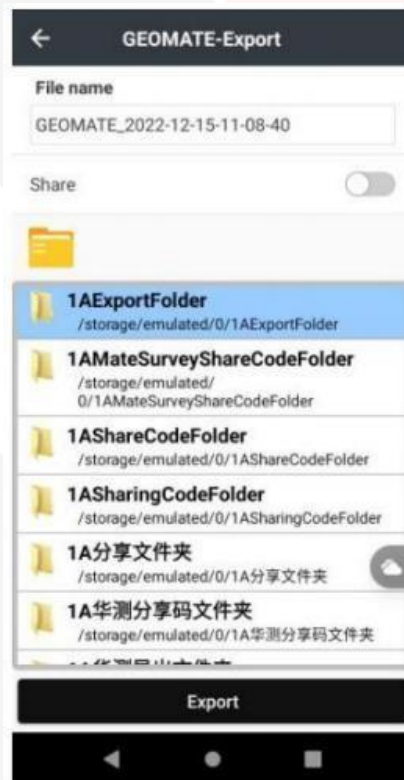 GEOMATE-Export
File name
GEOMATE_2022-12-15-11-08-40
Share
1AExportFolder
/storage/emulated/0/1AExportFolder
1AMateSurveyShareCodeFolder
/storage/emulated/
0/1AMateSurveyShareCodeFolder
1AShareCodeFolder
/storage/emulated/0/1AShareCodeFolder
1ASharingCodeFolder
/storage/emulated/0/1ASharingCodeFolder
1A分享文件夹
/storage/emulated/0/1A分享文件夹
1A华测分享码文件夹
/storage/emulated/0/1A华测分享码文件夹
Export